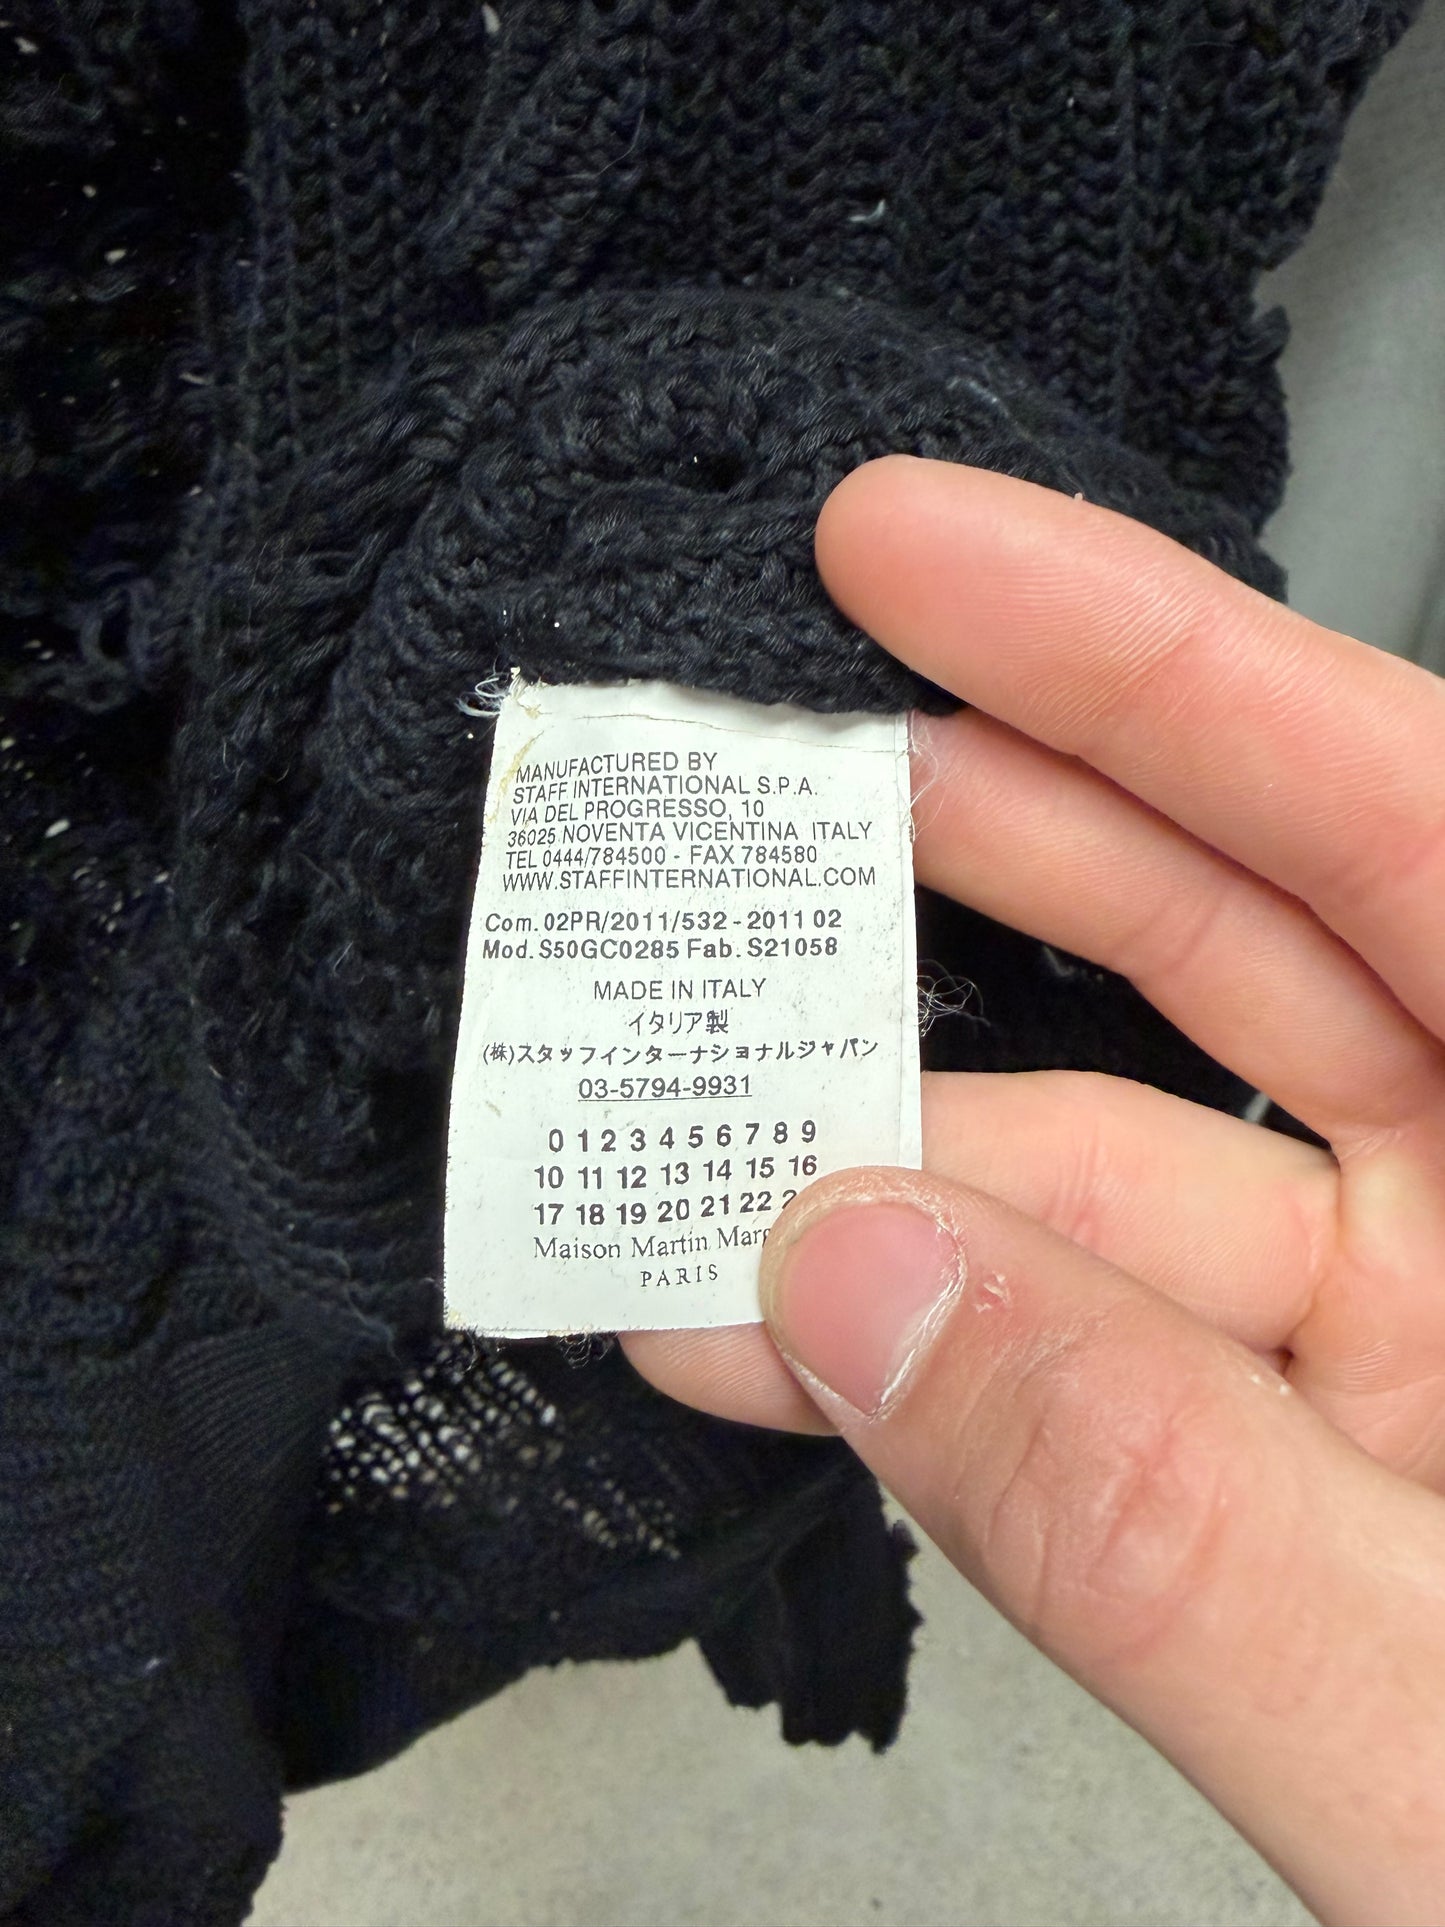 MANUFACTURED BY
STAFF INTERNATIONAL S.P.A.
VIA DEL PROGRESSO, 10
36025 NOVENTA VICENTINA ITALY
TEL 0444/784500 - FAX 784580
WWW.STAFFINTERNATIONAL.COM
Com. 02PR/2011/532 - 2011 02
Mod. S50GC0285 Fab. S21058
MADE IN ITALY
イタリア製
(株)スタッフインターナショナルジャパン
03-5794-9931
0 1 2 3 4 5 6 7 8 9
10 11 12 13 14 15 16
17 18 19 20 21 22
Maison Martin
PARIS